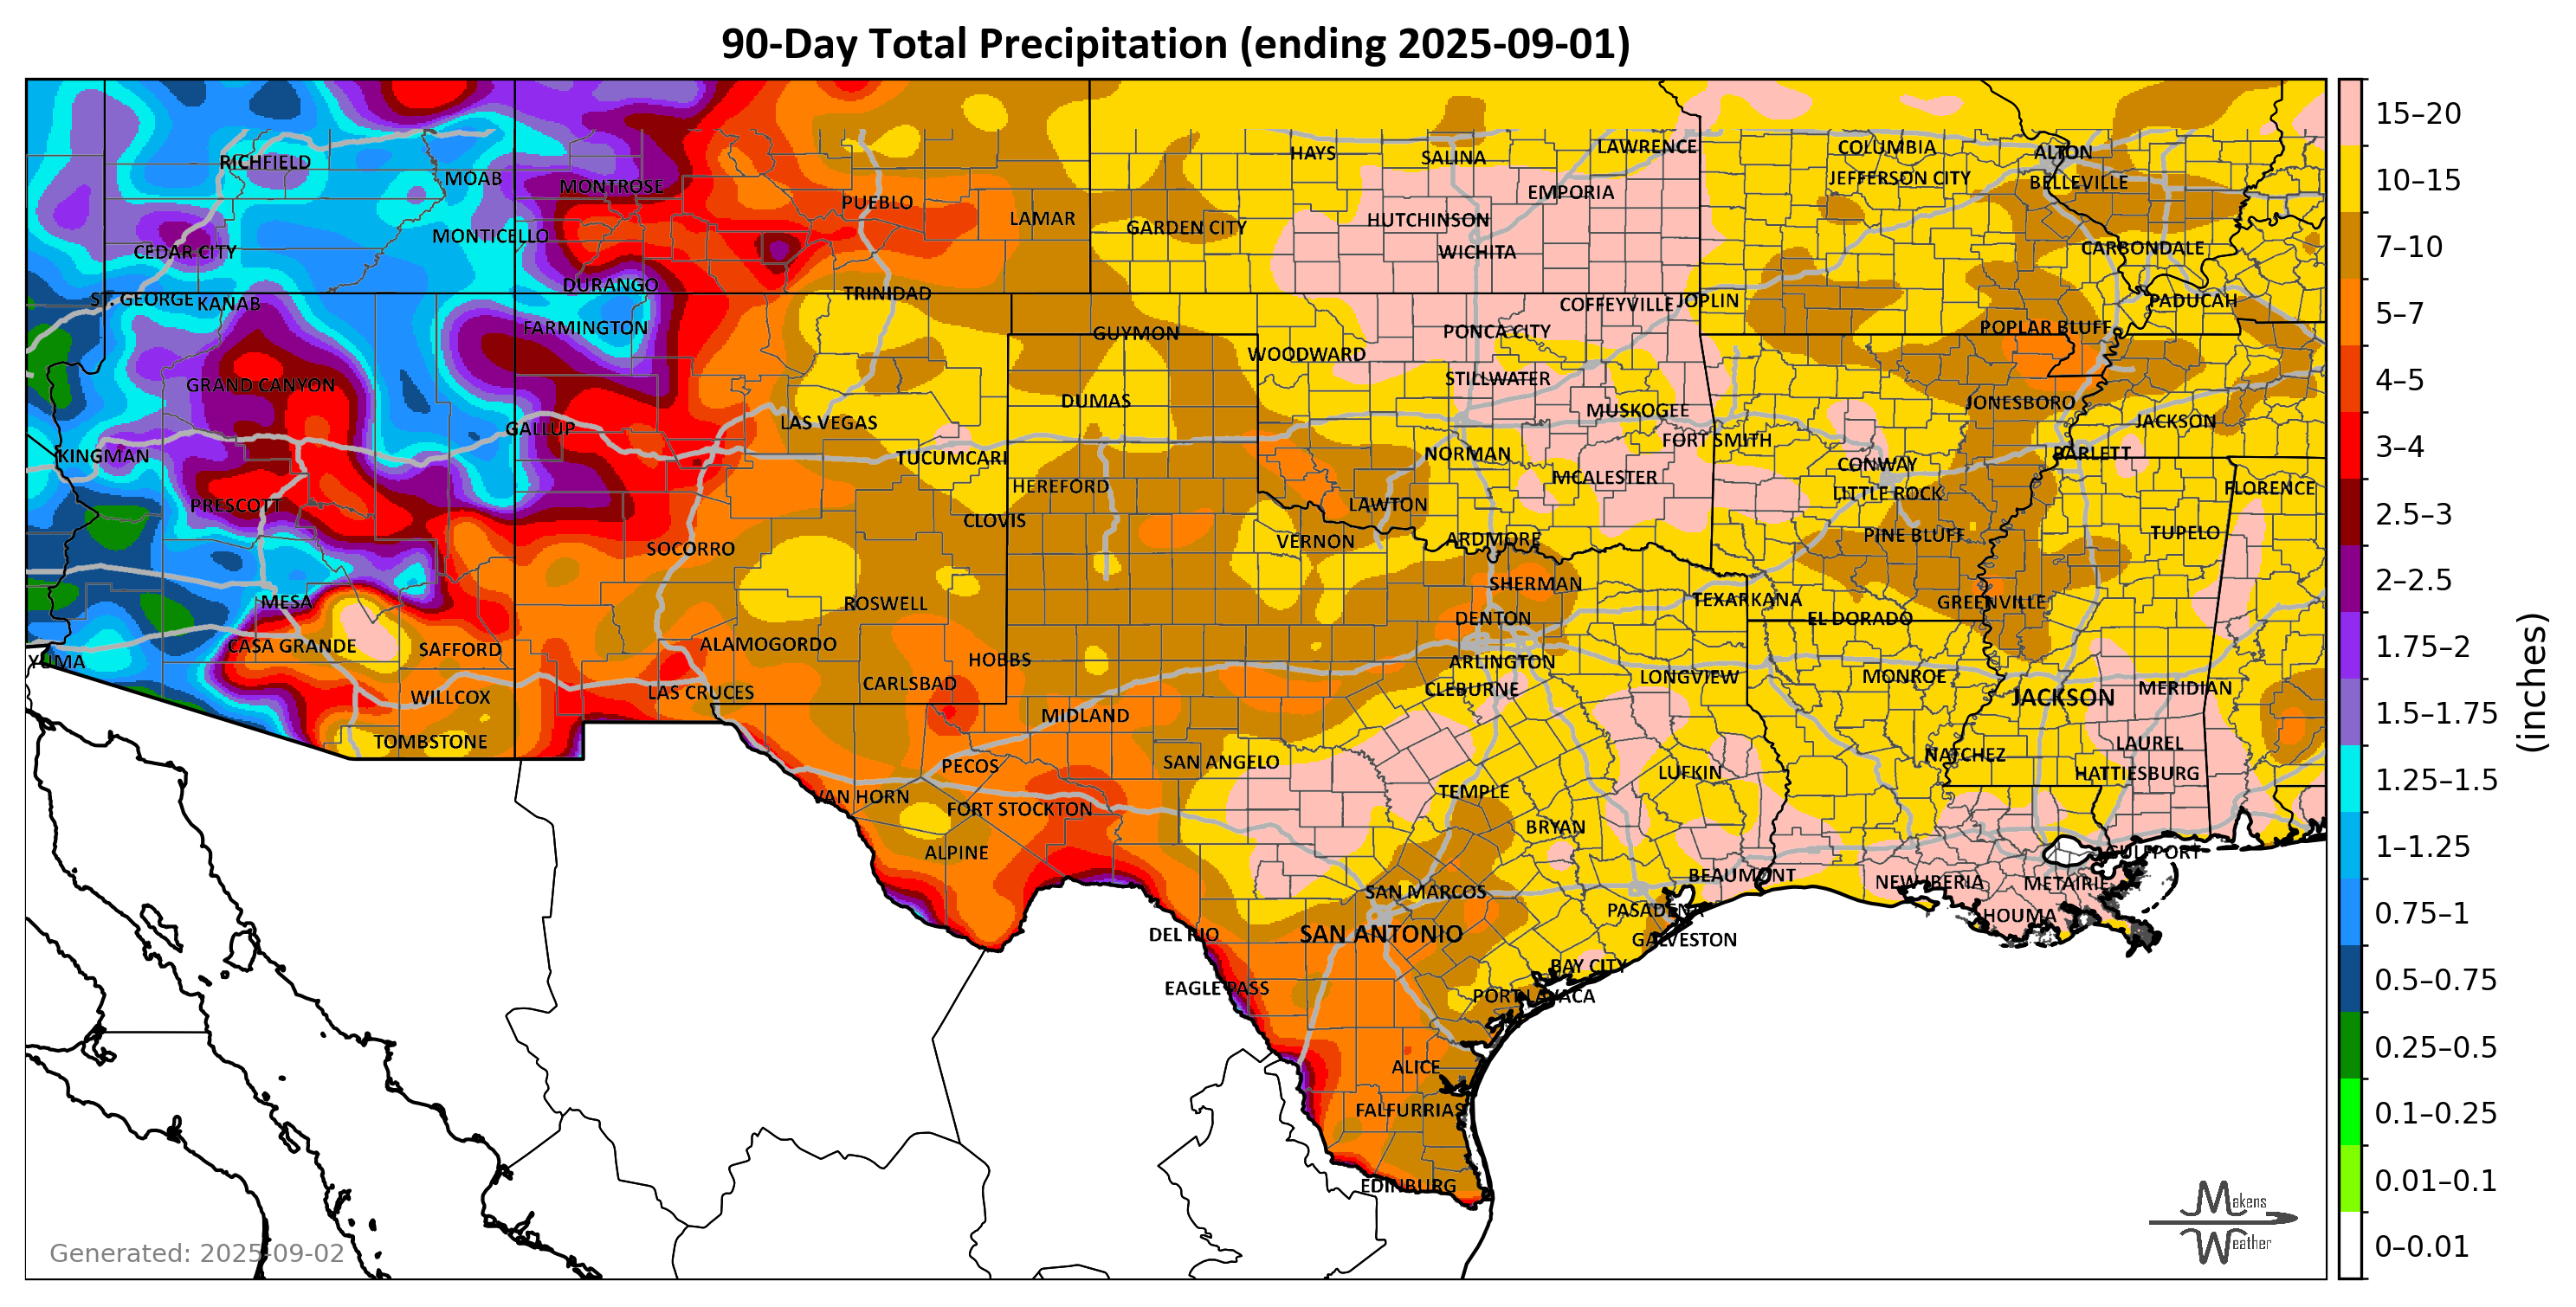 90-Day Total Precipitation (ending 2025-09-01)
HAYS
SALINA
LAWRENCE
COLUMBIA
ALTON
RICHFIELD
MOAB
MONTROSE
EMPORIA
JEFFERSON CITY
BELLEVILLE
PUEBLO
LAMAR
GARDEN CITY
HUTCHINSON
CEDAR CITY
MONTICELLO
WICHITA
CARBONDALE
ST. GEORGE
KANAB
DURANGO
TRINIDAD
COFFEYVILLE
JOPLIN
PADUCAH
FARMINGTON
GUYMON
PONCA CITY
POPLAR BLUFF
WOODWARD
GRAND CANYON
STILLWATER
DUMAS
MUSKOGEE
JONESBORO
GALLUP
LAS VEGAS
FORT SMITH
JACKSON
KINGMAN
TUCUMCARI
NORMAN
CONWAY
BARLETT
HEREFORD
MCALESTER
LITTLE ROCK
FLORENCE
PRESCOTT
CLOVIS
LAWTON
PINE BLUFF
TUPELO
SOCORRO
VERNON
ARDMORE
MESA
ROSWELL
SHERMAN
TEXARKANA
GREENVILLE
CASA GRANDE
SAFFORD
ALAMOGORDO
DENTON
EL DORADO
YUMA
HOBBS
ARLINGTON
WILLCOX
LAS CRUCES
CARLSBAD
CLEBURNE
LONGVIEW
MONROE
JACKSON
MERIDIAN
TOMBSTONE
MIDLAND
LAUREL
PECOS
SAN ANGELO
LUFKIN
NATCHEZ
HATTIESBURG
VAN HORN
FORT STOCKTON
TEMPLE
BRYAN
ALPINE
GULFPORT
SAN MARCOS
BEAUMONT
NEW IBERIA
METAIRIE
DEL RIO
SAN ANTONIO
PASADENA
HOUMA
GALVESTON
EAGLE PASS
BAY CITY
PORT LAVACA
ALICE
FALFURRIAS
EDINBURG
15–20
10–15
7–10
5–7
4–5
3–4
2.5–3
2–2.5
1.75–2
1.5–1.75
1.25–1.5
1–1.25
0.75–1
0.5–0.75
0.25–0.5
0.1–0.25
0.01–0.1
0–0.01
(inches)
Makens
Weather
Generated: 2025-09-02